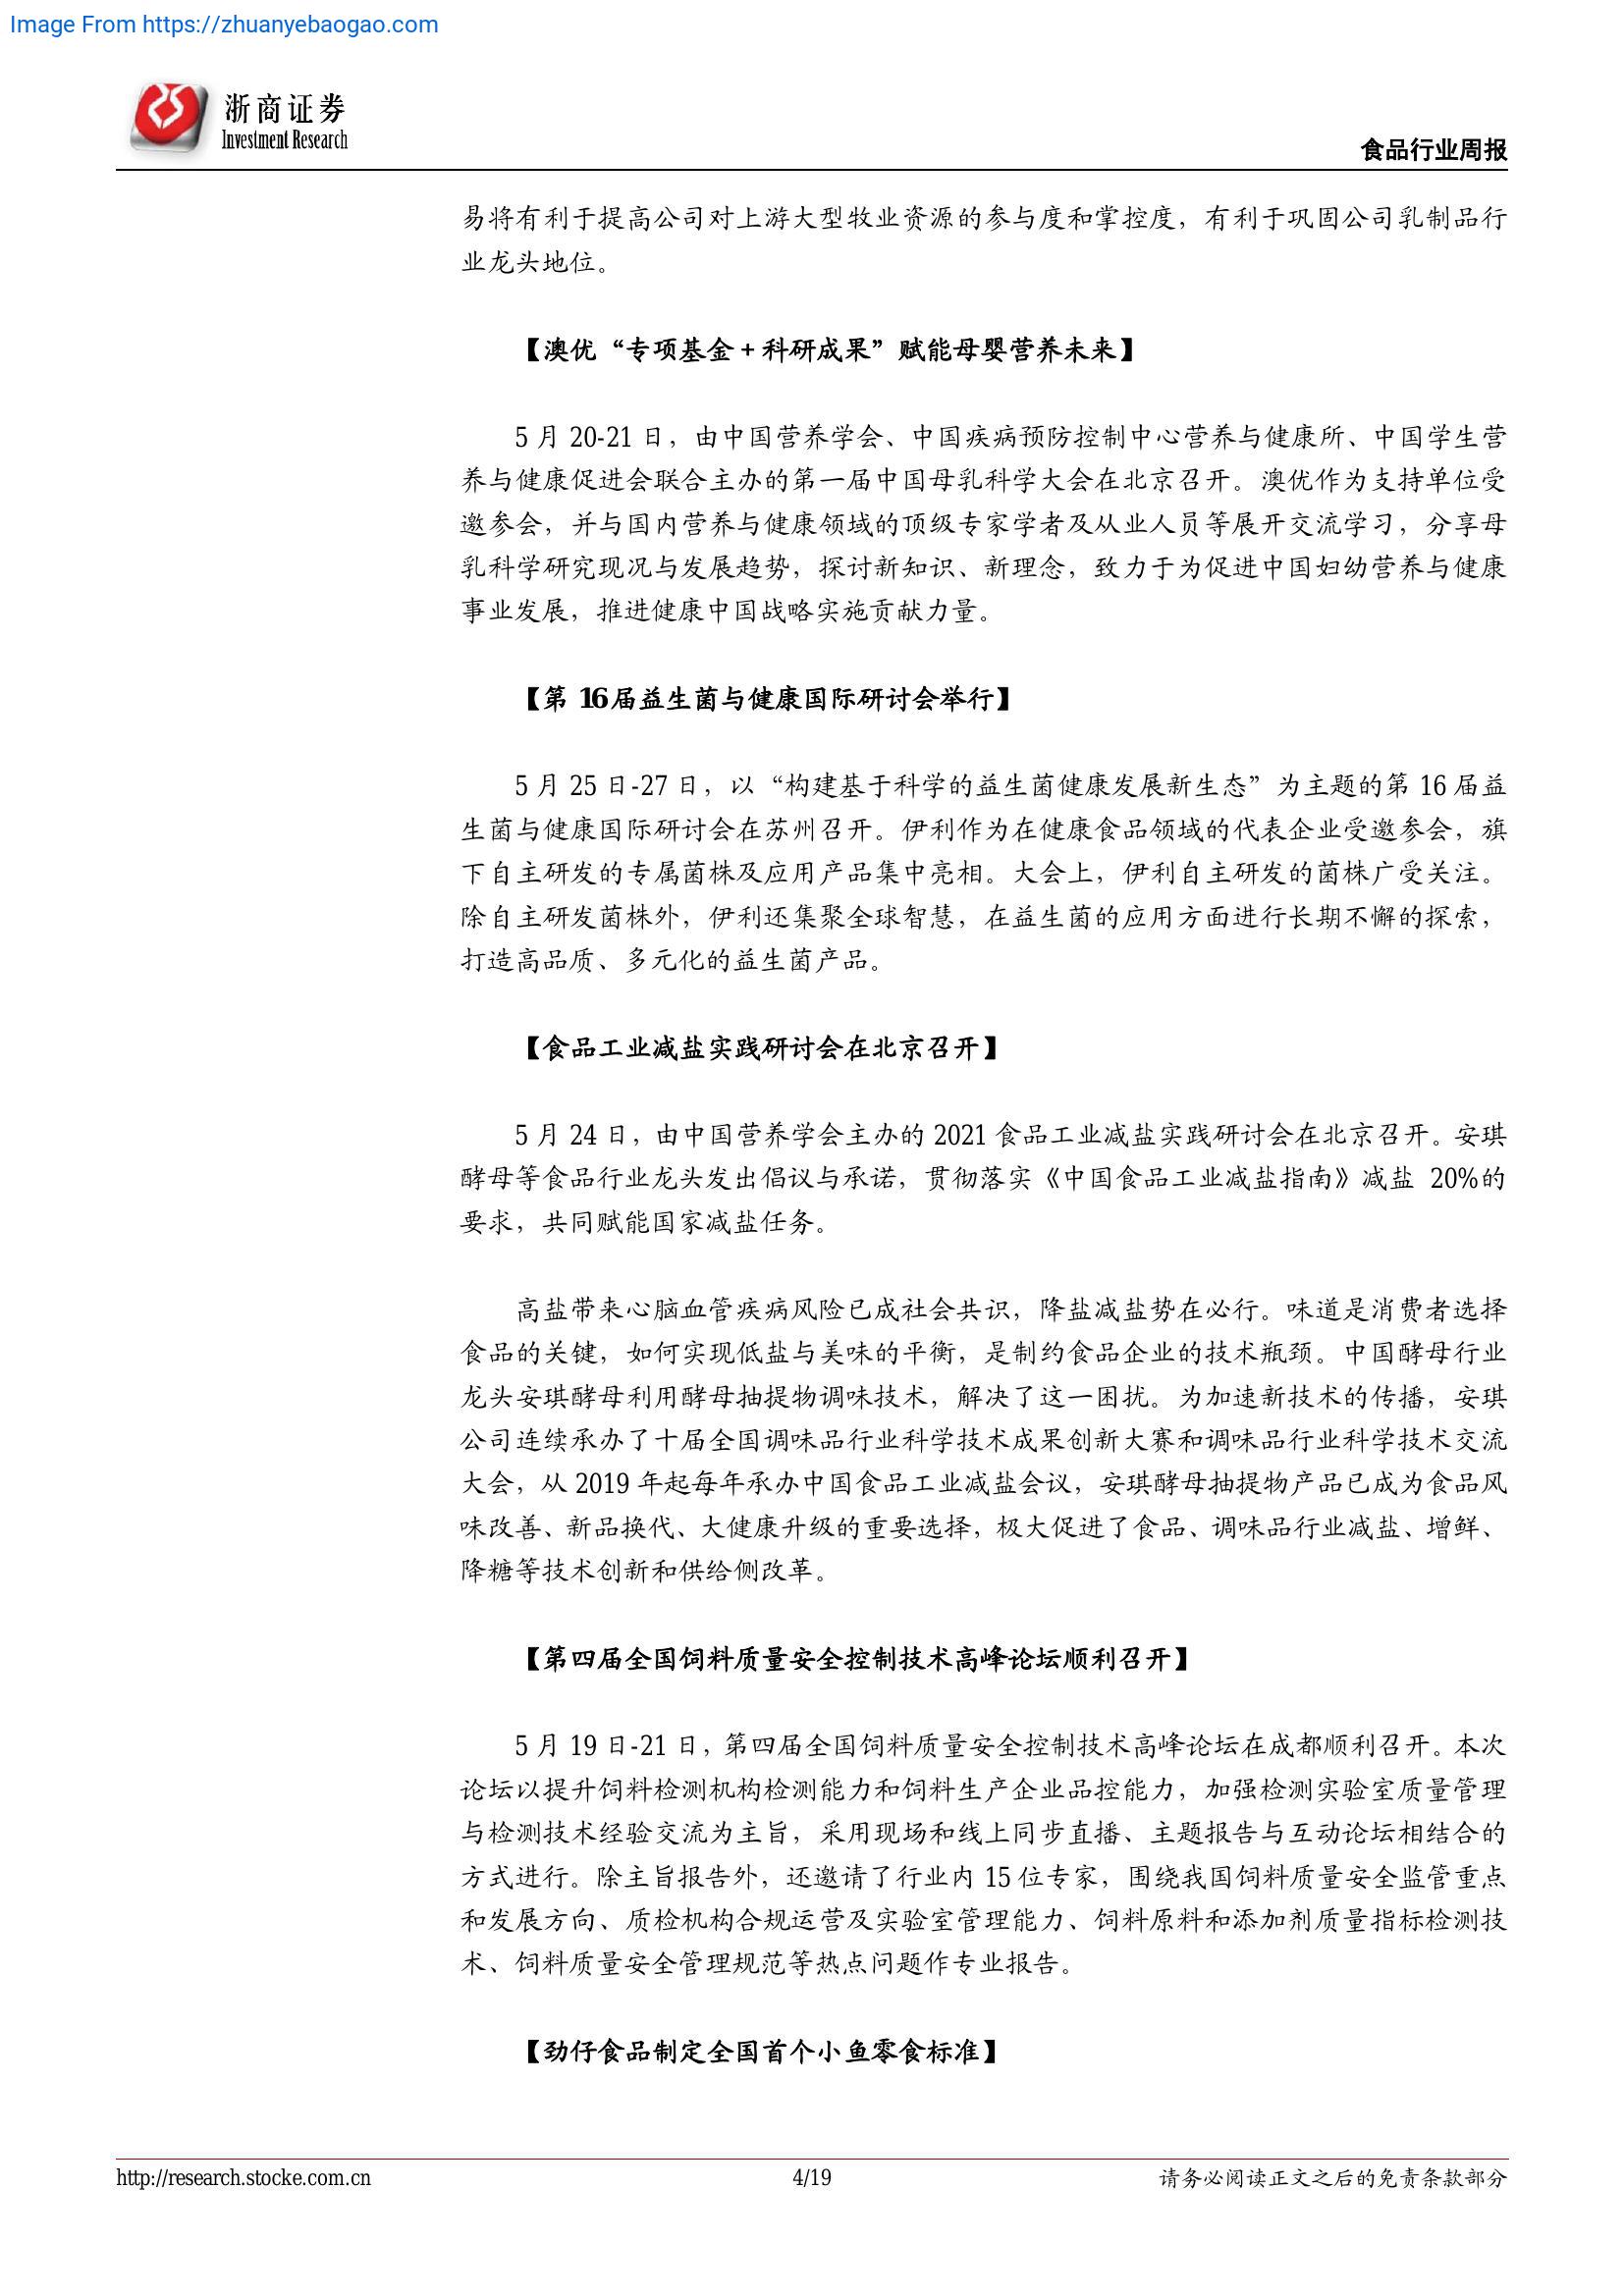 Image From https://zhuanyebaogao.com
浙商证券
Investment Research
食品行业周报
易将有利于提高公司对上游大型牧业资源的参与度和掌控度，有利于巩固公司乳制品行
业龙头地位。
【澳优“专项基金+科研成果”赋能母婴营养未来】
5 月 20-21 日，由中国营养学会、中国疾病预防控制中心营养与健康所、中国学生营
养与健康促进会联合主办的第一届中国母乳科学大会在北京召开。澳优作为支持单位受
邀参会，并与国内营养与健康领域的顶级专家学者及从业人员等展开交流学习，分享母
乳科学研究现况与发展趋势，探讨新知识、新理念，致力于为促进中国妇幼营养与健康
事业发展，推进健康中国战略实施贡献力量。
【第 16 届益生菌与健康国际研讨会举行】
5 月 25 日-27 日，以“构建基于科学的益生菌健康发展新生态”为主题的第 16 届益
生菌与健康国际研讨会在苏州召开。伊利作为在健康食品领域的代表企业受邀参会，旗
下自主研发的专属菌株及应用产品集中亮相。大会上，伊利自主研发的菌株广受关注。
除自主研发菌株外，伊利还集聚全球智慧，在益生菌的应用方面进行长期不懈的探索，
打造高品质、多元化的益生菌产品。
【食品工业减盐实践研讨会在北京召开】
5 月 24 日，由中国营养学会主办的 2021 食品工业减盐实践研讨会在北京召开。安琪
酵母等食品行业龙头发出倡议与承诺，贯彻落实《中国食品工业减盐指南》减盐 20%的
要求，共同赋能国家减盐任务。
高盐带来心脑血管疾病风险已成社会共识，降盐减盐势在必行。味道是消费者选择
食品的关键，如何实现低盐与美味的平衡，是制约食品企业的技术瓶颈。中国酵母行业
龙头安琪酵母利用酵母抽提物调味技术，解决了这一困扰。为加速新技术的传播，安琪
公司连续承办了十届全国调味品行业科学技术成果创新大赛和调味品行业科学技术交流
大会，从 2019 年起每年承办中国食品工业减盐会议，安琪酵母抽提物产品已成为食品风
味改善、新品换代、大健康升级的重要选择，极大促进了食品、调味品行业减盐、增鲜、
降糖等技术创新和供给侧改革。
【第四届全国饲料质量安全控制技术高峰论坛顺利召开】
5 月 19 日-21 日，第四届全国饲料质量安全控制技术高峰论坛在成都顺利召开。本次
论坛以提升饲料检测机构检测能力和饲料生产企业品控能力，加强检测实验室质量管理
与检测技术经验交流为主旨，采用现场和线上同步直播、主题报告与互动论坛相结合的
方式进行。除主旨报告外，还邀请了行业内 15 位专家，围绕我国饲料质量安全监管重点
和发展方向、质检机构合规运营及实验室管理能力、饲料原料和添加剂质量指标检测技
术、饲料质量安全管理规范等热点问题作专业报告。
【劲仔食品制定全国首个小鱼零食标准】
http://research.stocke.com.cn
4/19
请务必阅读正文之后的免责条款部分